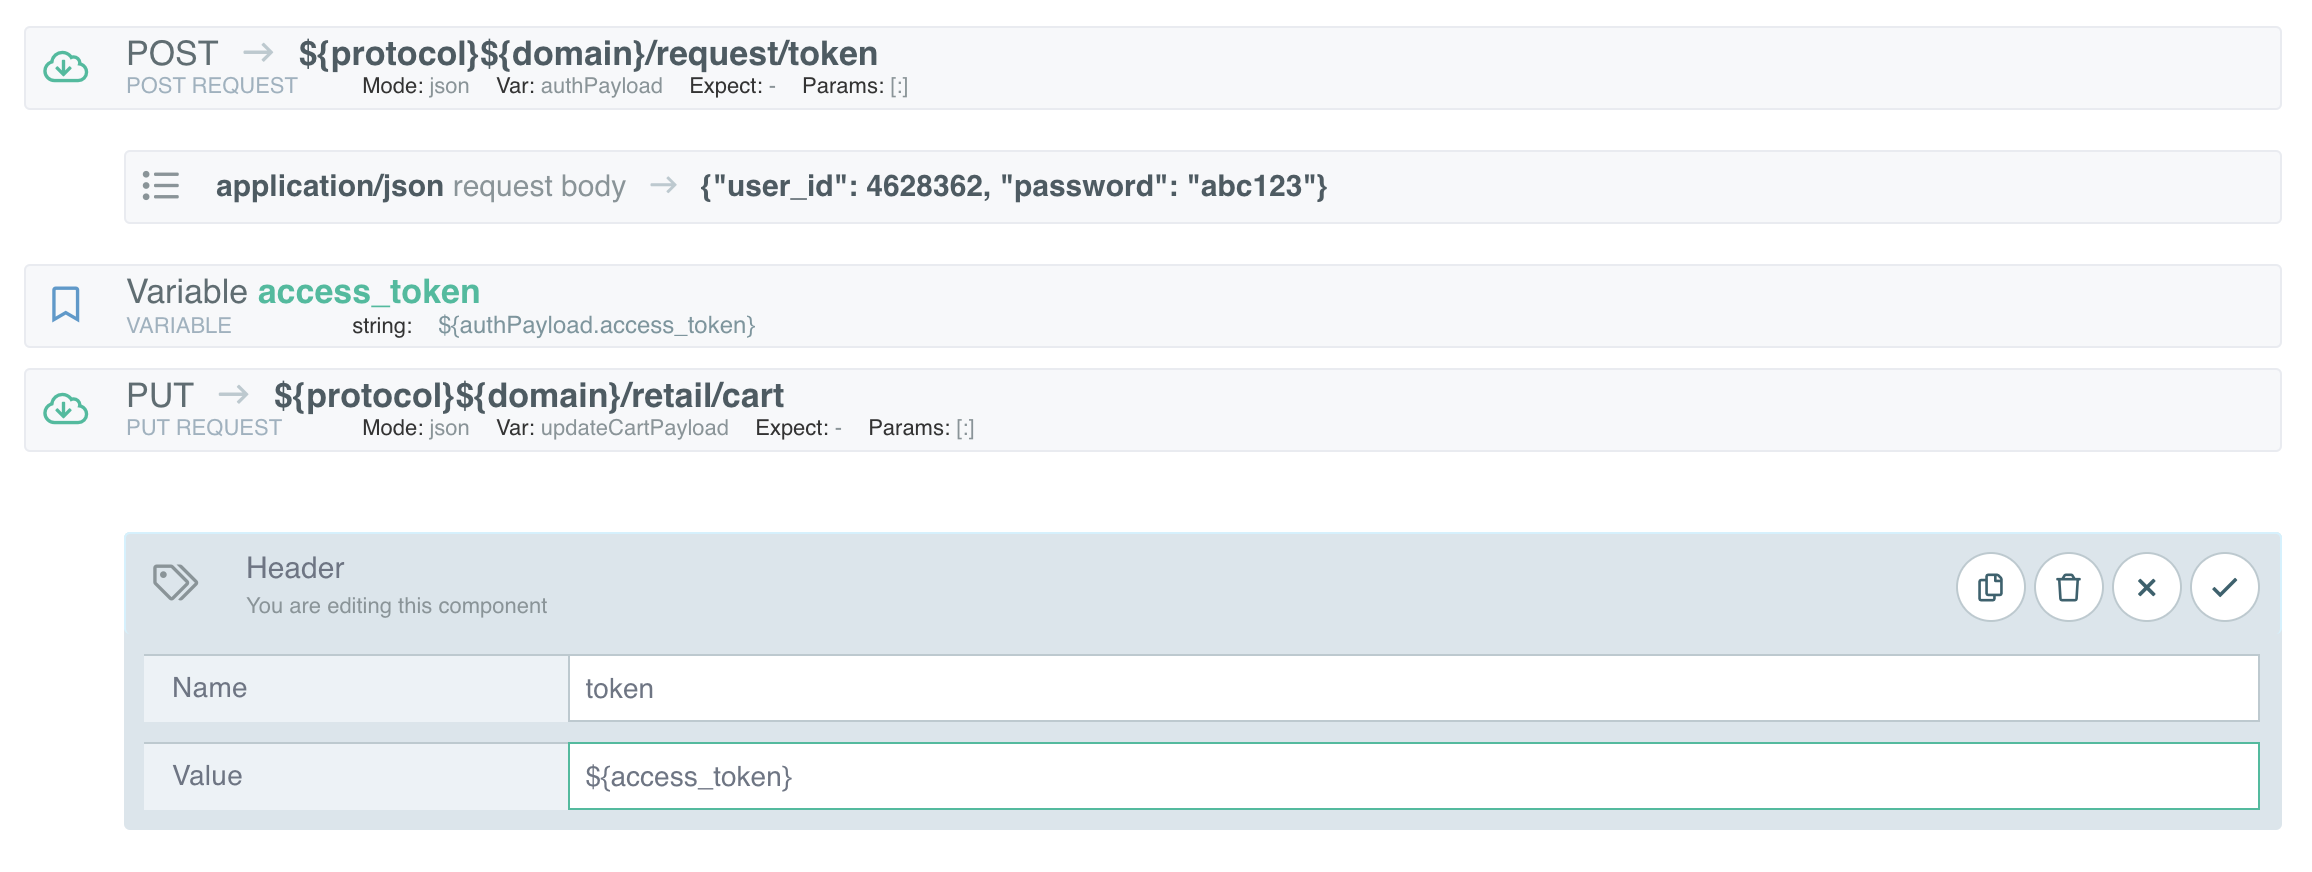 POST → ${protocol}${domain}/request/token
POST REQUEST Mode: json Var: authPayload Expect: - Params: [:]
application/json request body → {"user_id": 4628362, "password": "abc123"}
Variable access_token
VARIABLE string: ${authPayload.access_token}
PUT → ${protocol}${domain}/retail/cart
PUT REQUEST Mode: json Var: updateCartPayload Expect: - Params: [:]
Header
You are editing this component
Name token
Value ${access_token}